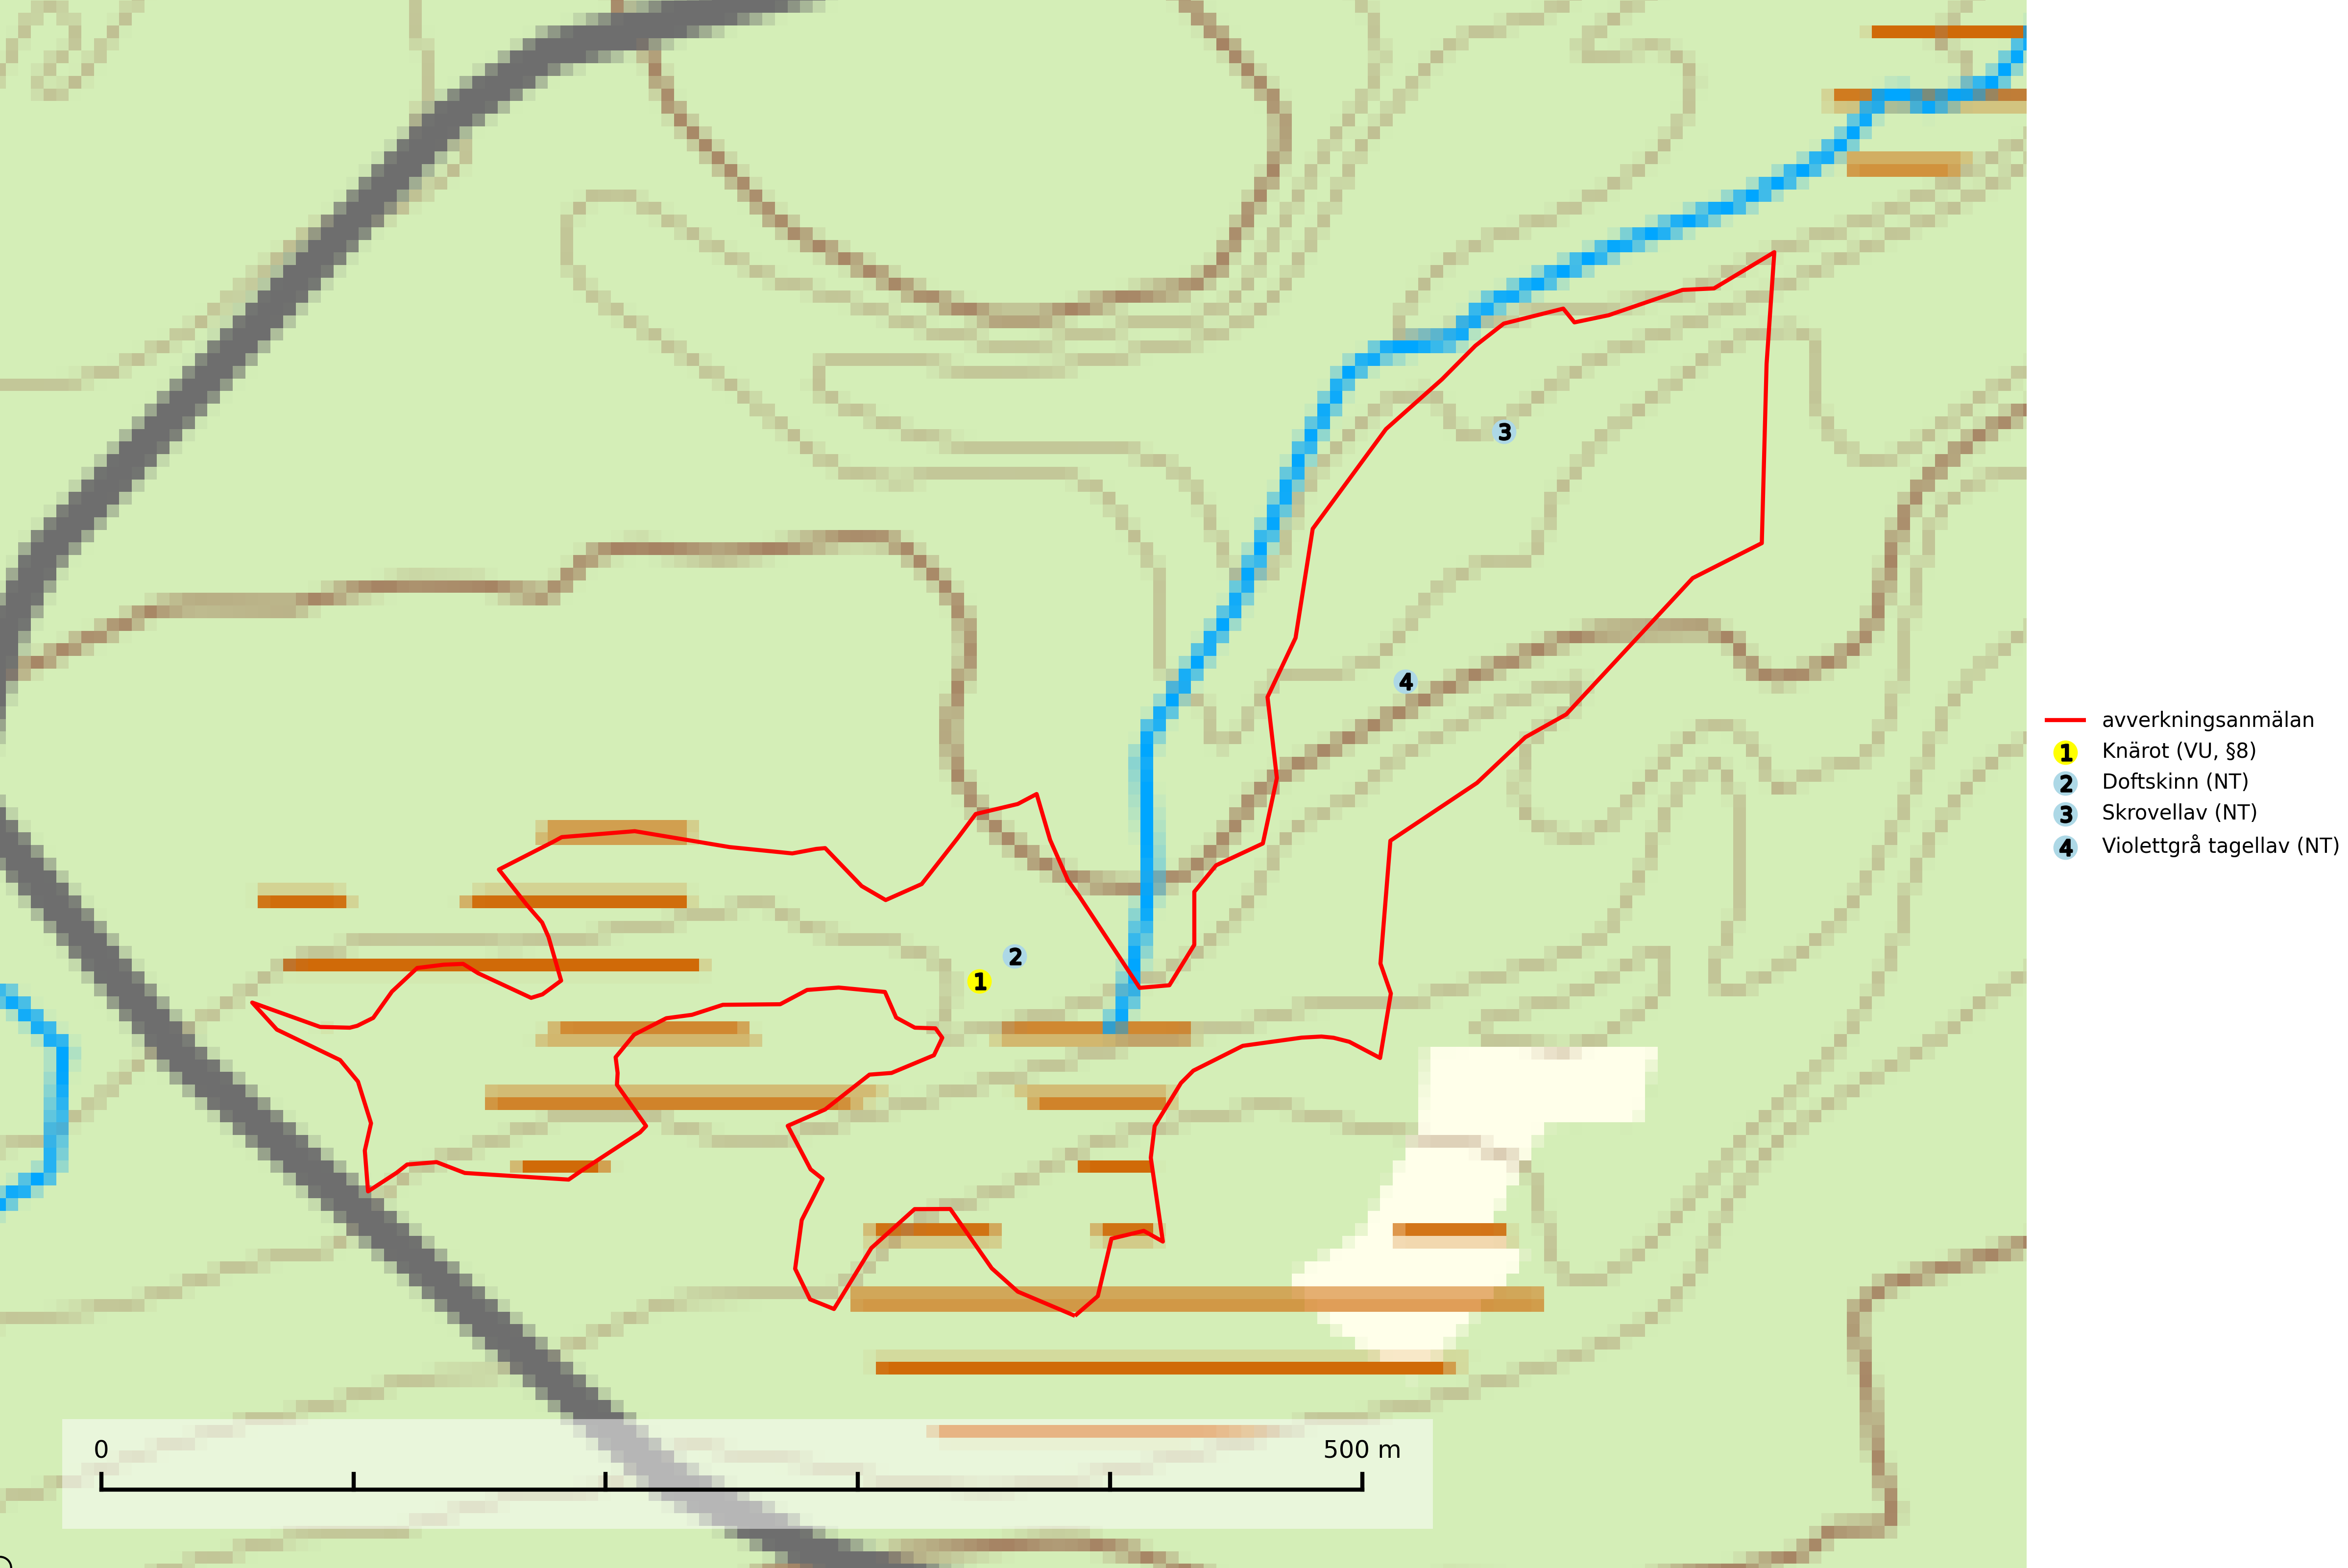 3
4
avverkningsanmälan
1 Knärot (VU, §8)
2 Doftskinn (NT)
3 Skrovellav (NT)
4 Violettgrå tagellav (NT)
2
1
0 500 m